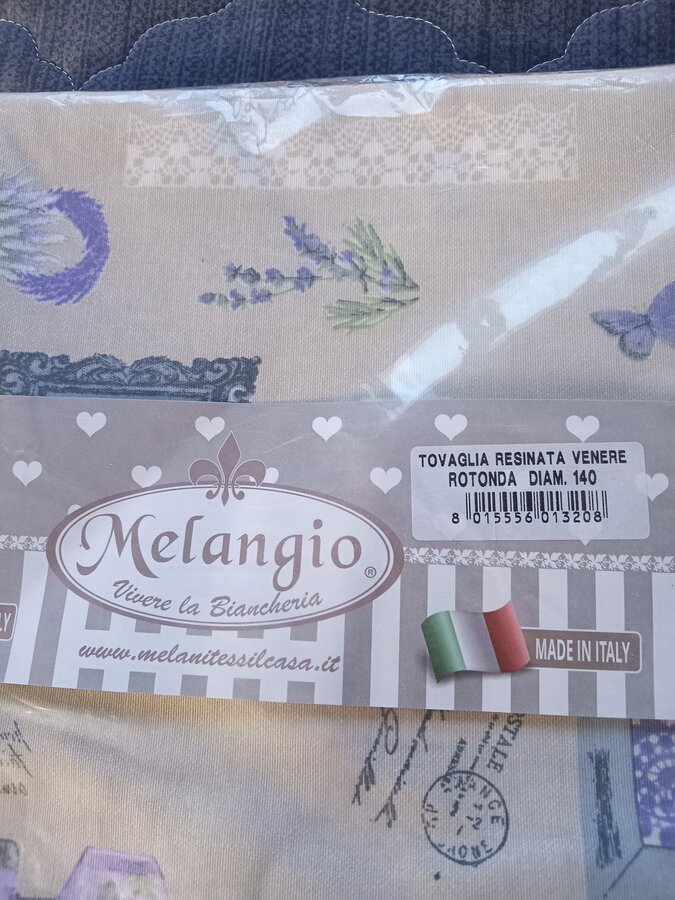 TOVAGLIA RESINATA VENERE
ROTONDA DIAM. 140
8 015556 013208
Melangio®
Vivere la Biancheria
www.melanitessilcasa.it
LY
MADE IN ITALY